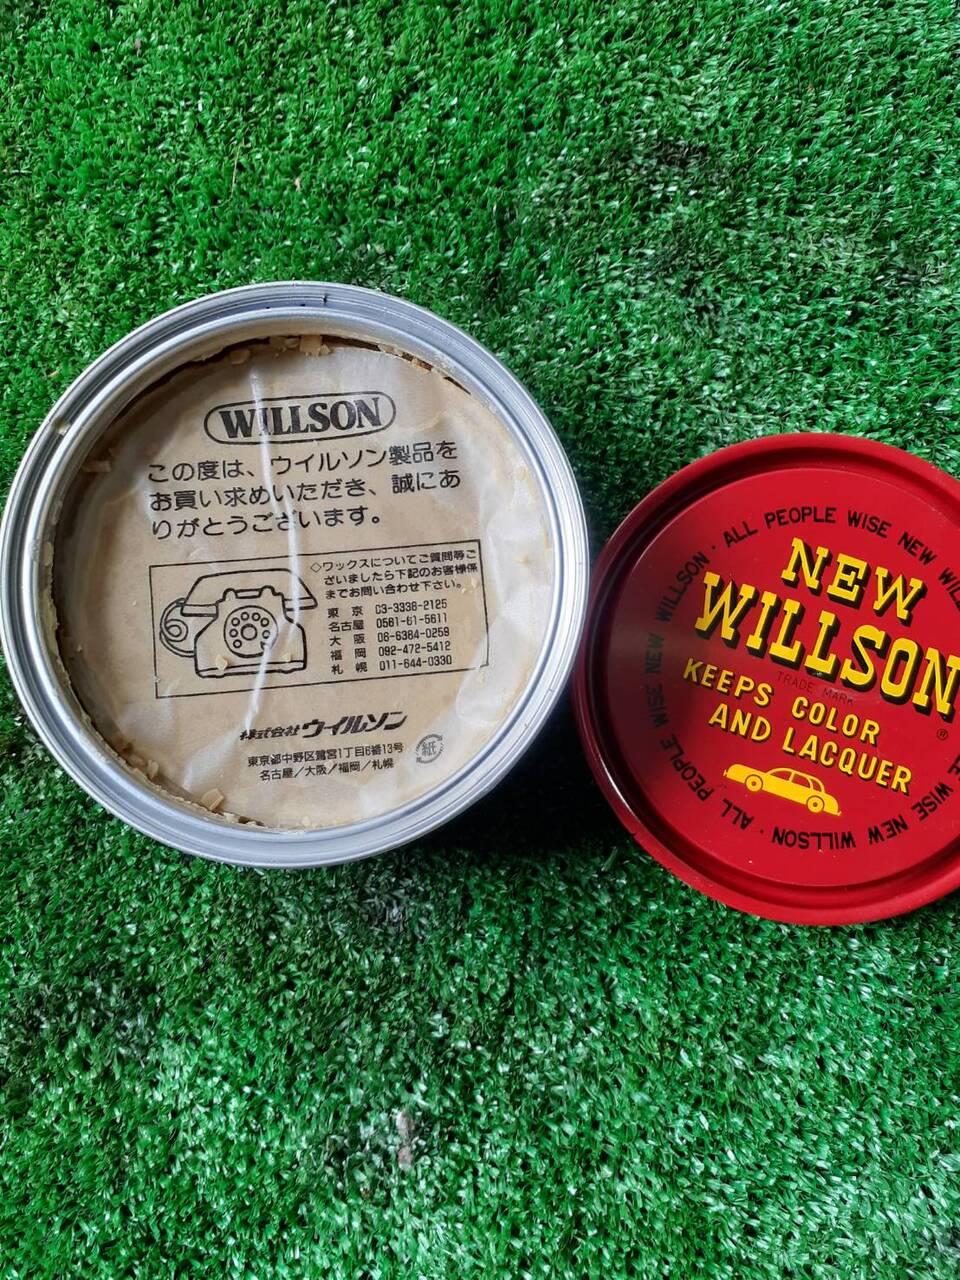 WILLSON
この度は、ウイルソン製品を
お買い求めいただき、誠にあ
りがとうございます。
◇ワックスについてご質問等ご
ざいましたら下記のお客様係
までお問い合わせ下さい。
東京 03-3338-2125
名古屋 0561-61-5611
大阪 06-6384-0259
福岡 092-472-5412
札幌 011-644-0330
株式会社ウイルソン
東京都中野区鷺宮1丁目6番13号
名古屋/大阪/福岡/札幌
紙
ALL PEOPLE WISE NEW WILLSON · ALL PEOPLE WISE NEW WILLSON ·
NEW
WILLSON
TRADE MARK
®
KEEPS COLOR
AND LACQUER